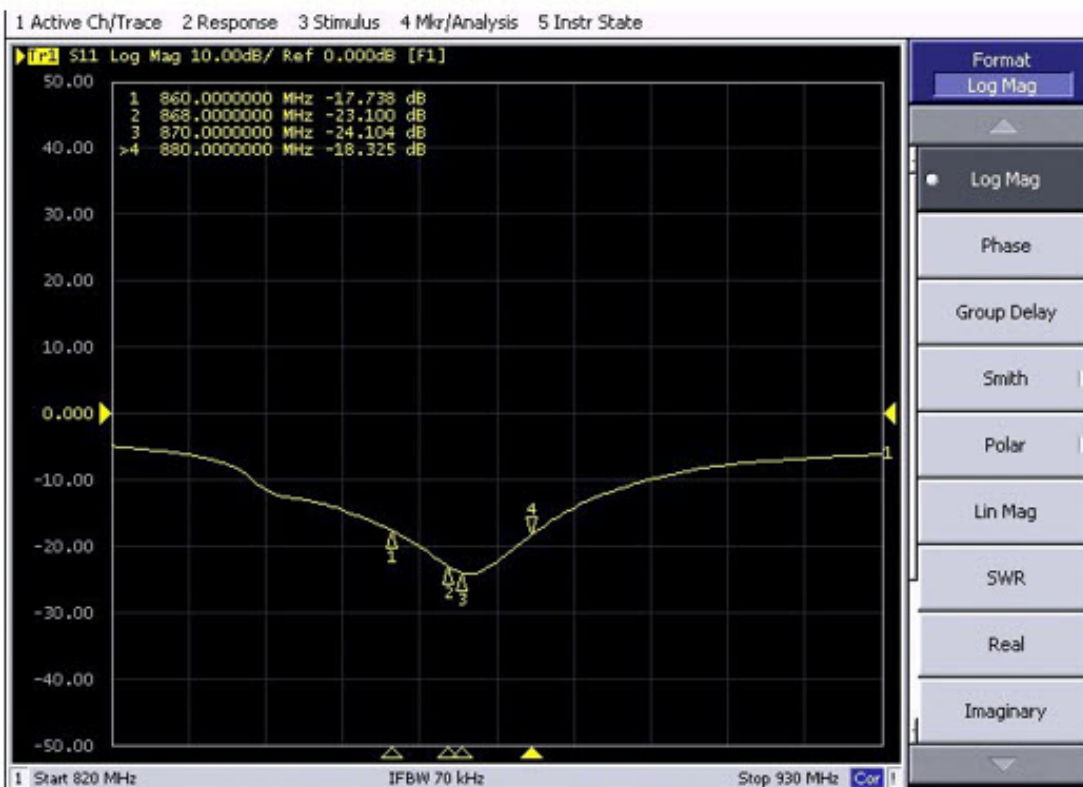 1 Active Ch/Trace 2 Response 3 Stimulus 4 Mkr/Analysis 5 Instr State
Tr1 S11 Log Mag 10.00dB/ Ref 0.000dB [F1]
50.00
1 860.0000000 MHz -17.738 dB
2 868.0000000 MHz -23.100 dB
3 870.0000000 MHz -24.104 dB
>4 880.0000000 MHz -18.325 dB
40.00
30.00
20.00
10.00
0.000
-10.00
-20.00
-30.00
-40.00
-50.00
1
4
1
2
3
1 Start 820 MHz IFBW 70 kHz Stop 930 MHz Cor !
Format
Log Mag
Log Mag
Phase
Group Delay
Smith
Polar
Lin Mag
SWR
Real
Imaginary